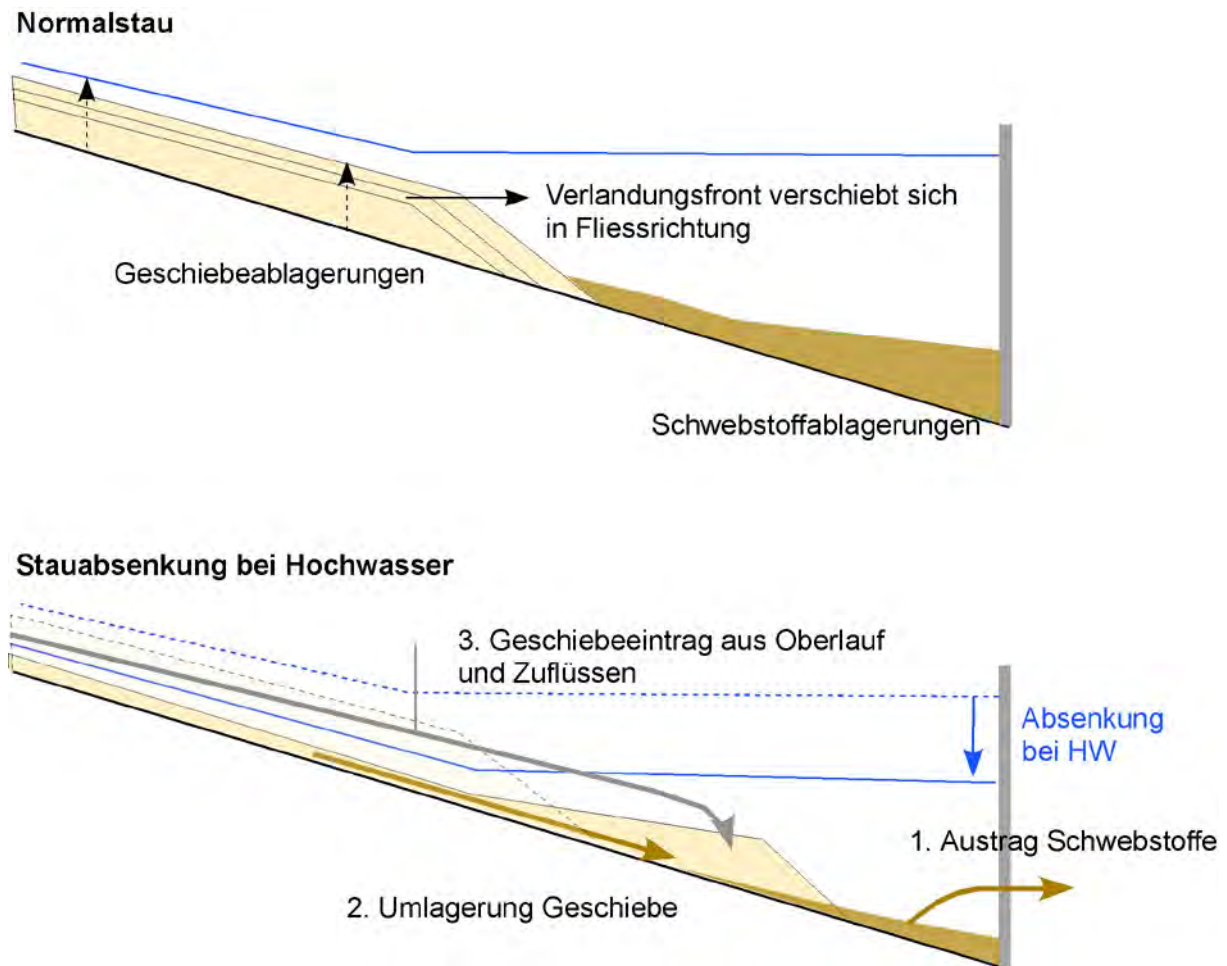 Normalstau
Verlandungsfront verschiebt sich
in Fliessrichtung
Geschiebeablagerungen
Schwebstoffablagerungen
Stauabsenkung bei Hochwasser
3. Geschiebeeintrag aus Oberlauf
und Zuflüssen
Absenkung
bei HW
1. Austrag Schwebstoffe
2. Umlagerung Geschiebe